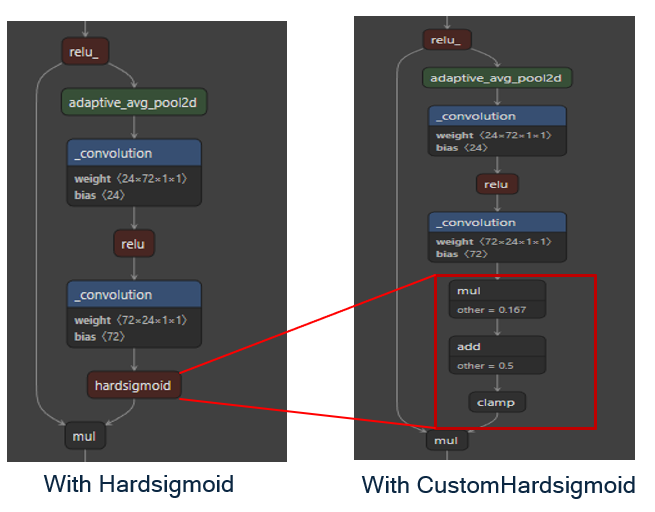 relu_
adaptive_avg_pool2d
_convolution
weight ⟨24×72×1×1⟩
bias ⟨24⟩
relu
_convolution
weight ⟨72×24×1×1⟩
bias ⟨72⟩
hardsigmoid
mul
With Hardsigmoid
relu_
adaptive_avg_pool2d
_convolution
weight ⟨24×72×1×1⟩
bias ⟨24⟩
relu
_convolution
weight ⟨72×24×1×1⟩
bias ⟨72⟩
mul
other = 0.167
add
other = 0.5
clamp
mul
With CustomHardsigmoid